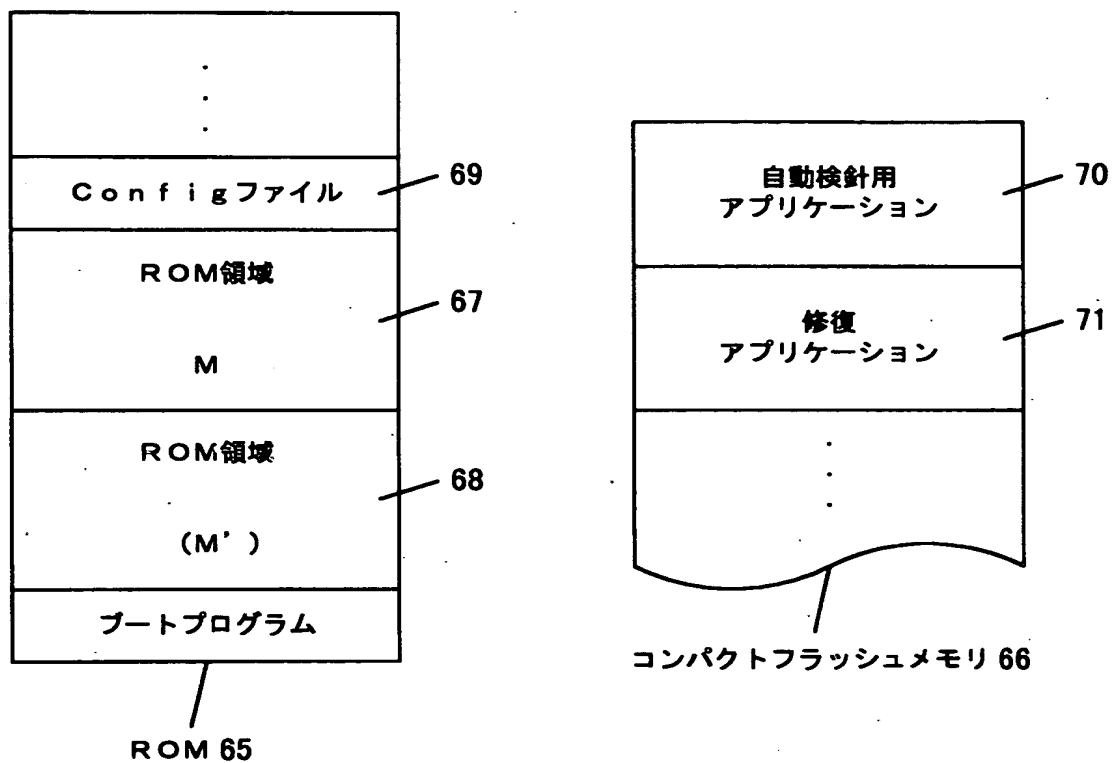 Ｃｏｎｆｉｇファイル
69
ＲＯＭ領域
67
Ｍ
ＲＯＭ領域
68
（Ｍ’）
ブートプログラム
ＲＯＭ 65
自動検針用
アプリケーション
70
修復
アプリケーション
71
コンパクトフラッシュメモリ 66